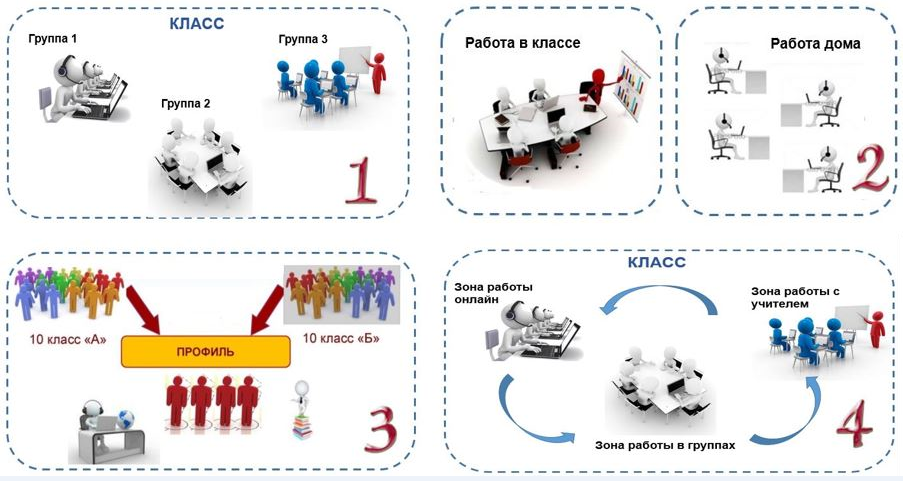 КЛАСС
Группа 1
Группа 3
Группа 2
1
Работа в классе
Работа дома
2
10 класс «А»
10 класс «Б»
ПРОФИЛЬ
3
КЛАСС
Зона работы
онлайн
Зона работы с
учителем
Зона работы в группах
4